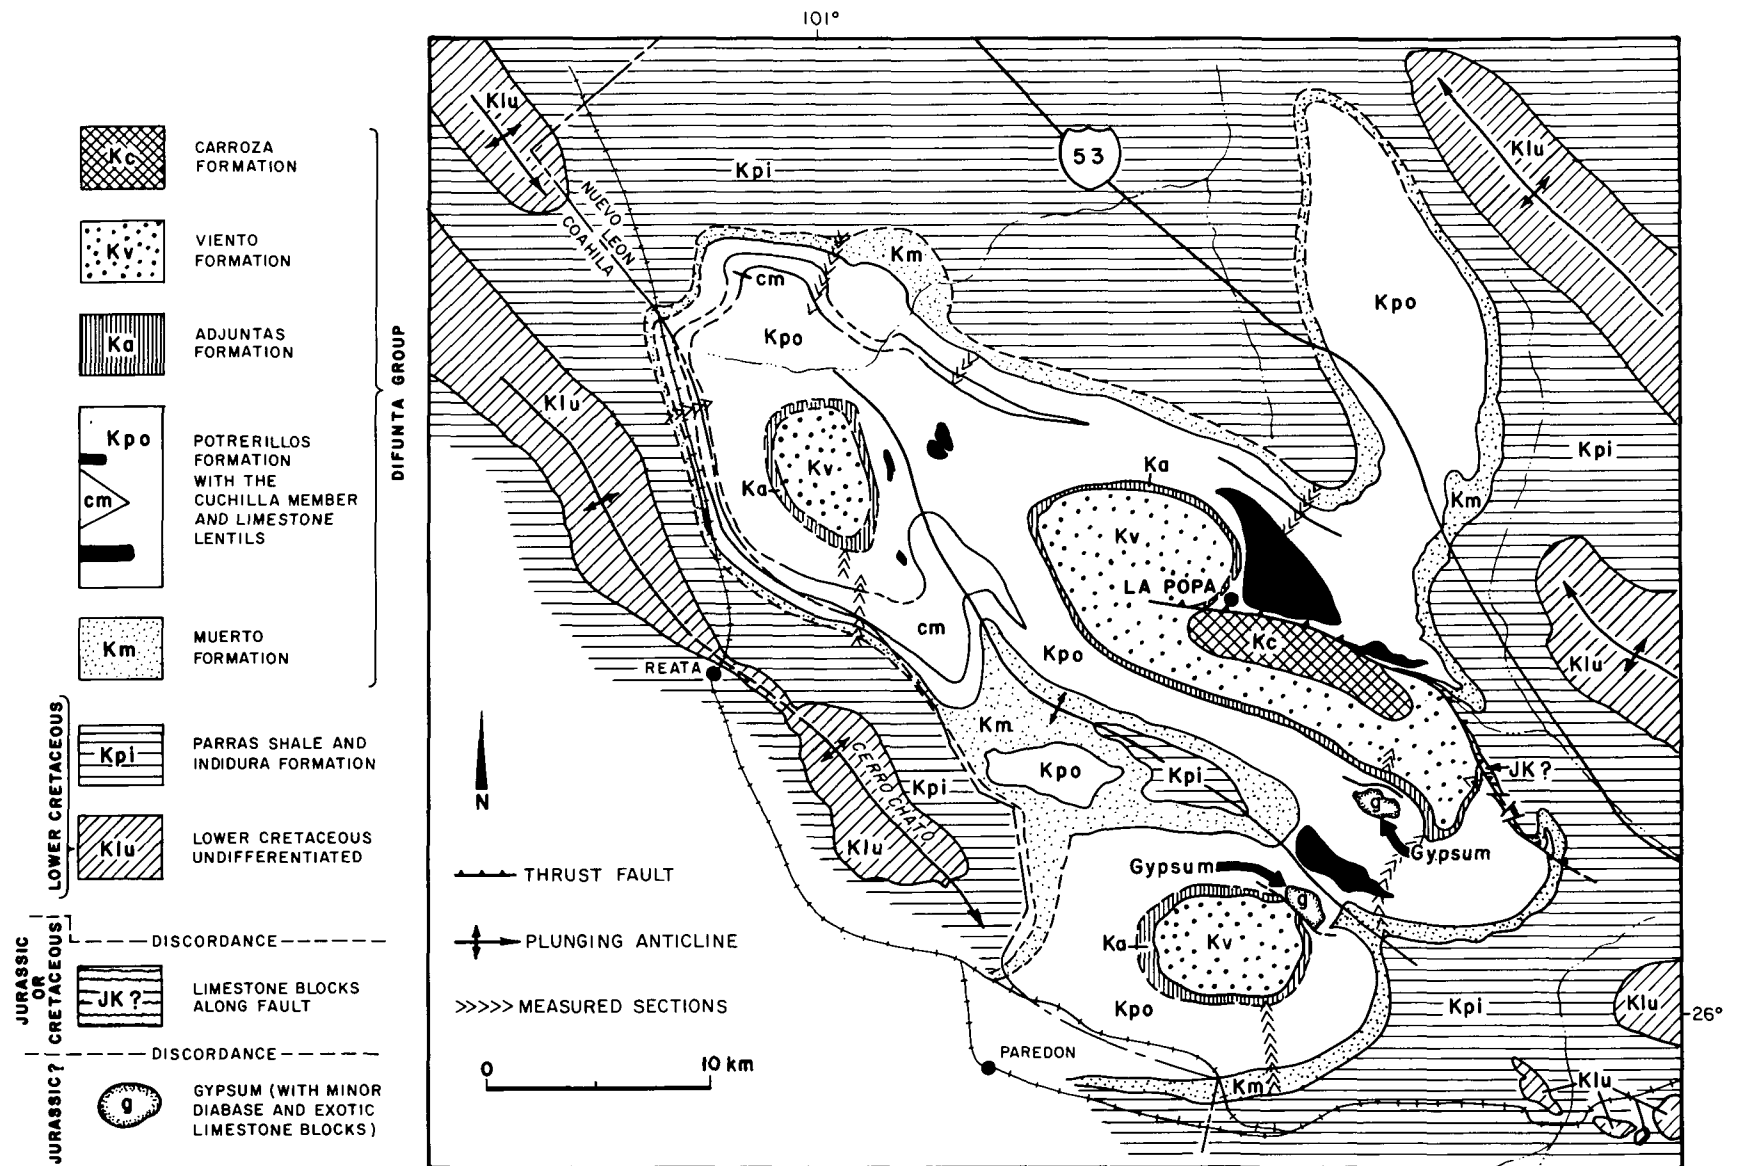 101°
Kc
CARROZA
FORMATION
Kv
VIENTO
FORMATION
Ka
ADJUNTAS
FORMATION
Kpo
cm
POTRERILLOS
FORMATION
WITH THE
CUCHILLA MEMBER
AND LIMESTONE
LENTILS
Km
MUERTO
FORMATION
DIFUNTA GROUP
Kpi
PARRAS SHALE AND
INDIDURA FORMATION
Klu
LOWER CRETACEOUS
UNDIFFERENTIATED
LOWER CRETACEOUS
DISCORDANCE
JK?
LIMESTONE BLOCKS
ALONG FAULT
JURASSIC
OR
CRETACEOUS
DISCORDANCE
g
GYPSUM (WITH MINOR
DIABASE AND EXOTIC
LIMESTONE BLOCKS)
JURASSIC?
N
THRUST FAULT
PLUNGING ANTICLINE
>>>>> MEASURED SECTIONS
0 10 km
Klu
Kpi
53
Klu
NUEVO LEON
COAHILA
Km
cm
Kpo
Kpo
Klu
Kv
Ka
Ka
Kpi
Km
Kv
LA POPA
Kc
cm
Kpo
Klu
REATA
Km
Kpo
Kpi
Kpi
CERRO CHATO
Klu
JK?
g
Gypsum
Gypsum
g
Ka
Kv
Kpo
Kpi
Klu
26°
PAREDON
Km
Klu